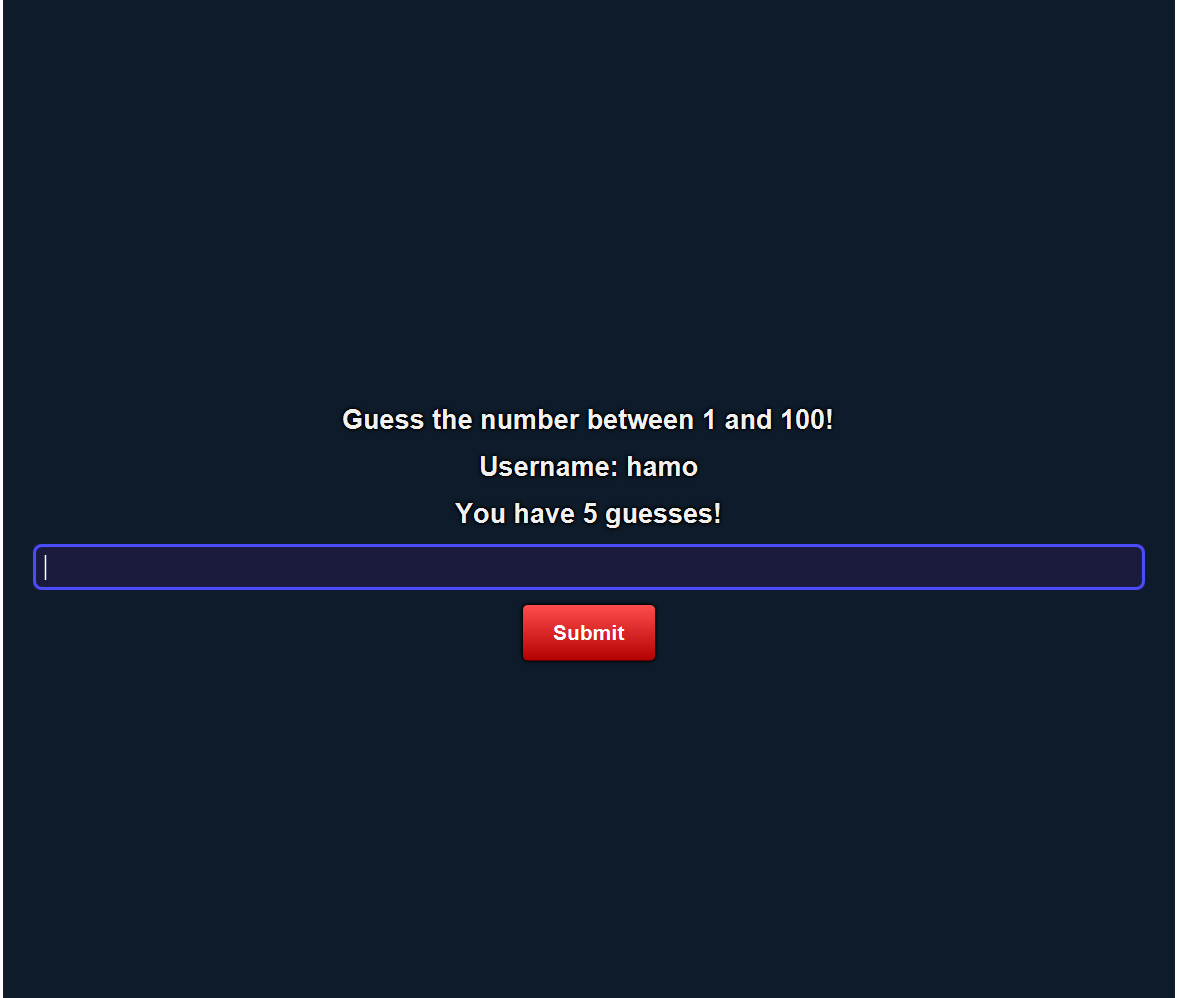 Guess the number between 1 and 100!
Username: hamo
You have 5 guesses!
Submit